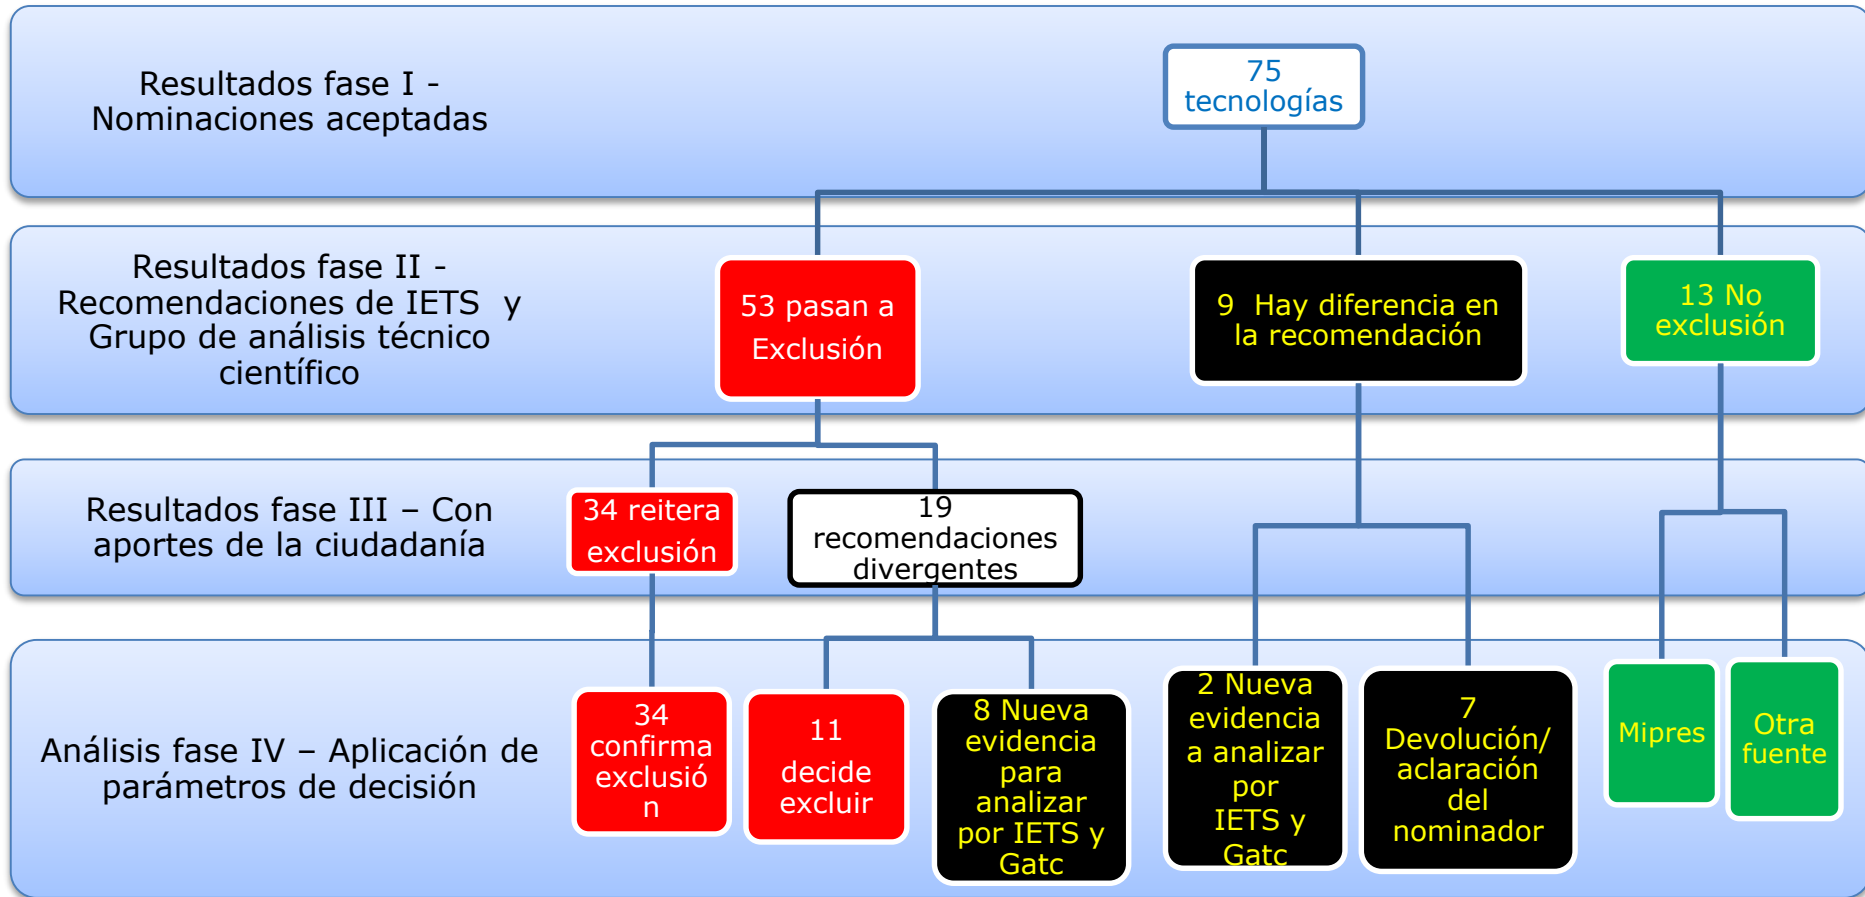 Resultados fase I -
Nominaciones aceptadas
75
tecnologías
Resultados fase II -
Recomendaciones de IETS y
Grupo de análisis técnico
científico
53 pasan a
Exclusión
9 Hay diferencia en
la recomendación
13 No
exclusión
Resultados fase III – Con
aportes de la ciudadanía
34 reitera
exclusión
19
recomendaciones
divergentes
Análisis fase IV – Aplicación de
parámetros de decisión
34
confirma
exclusió
n
11
decide
excluir
8 Nueva
evidencia
para
analizar
por IETS y
Gatc
2 Nueva
evidencia
a analizar
por
IETS y
Gatc
7
Devolución/
aclaración
del
nominador
Mipres
Otra
fuente